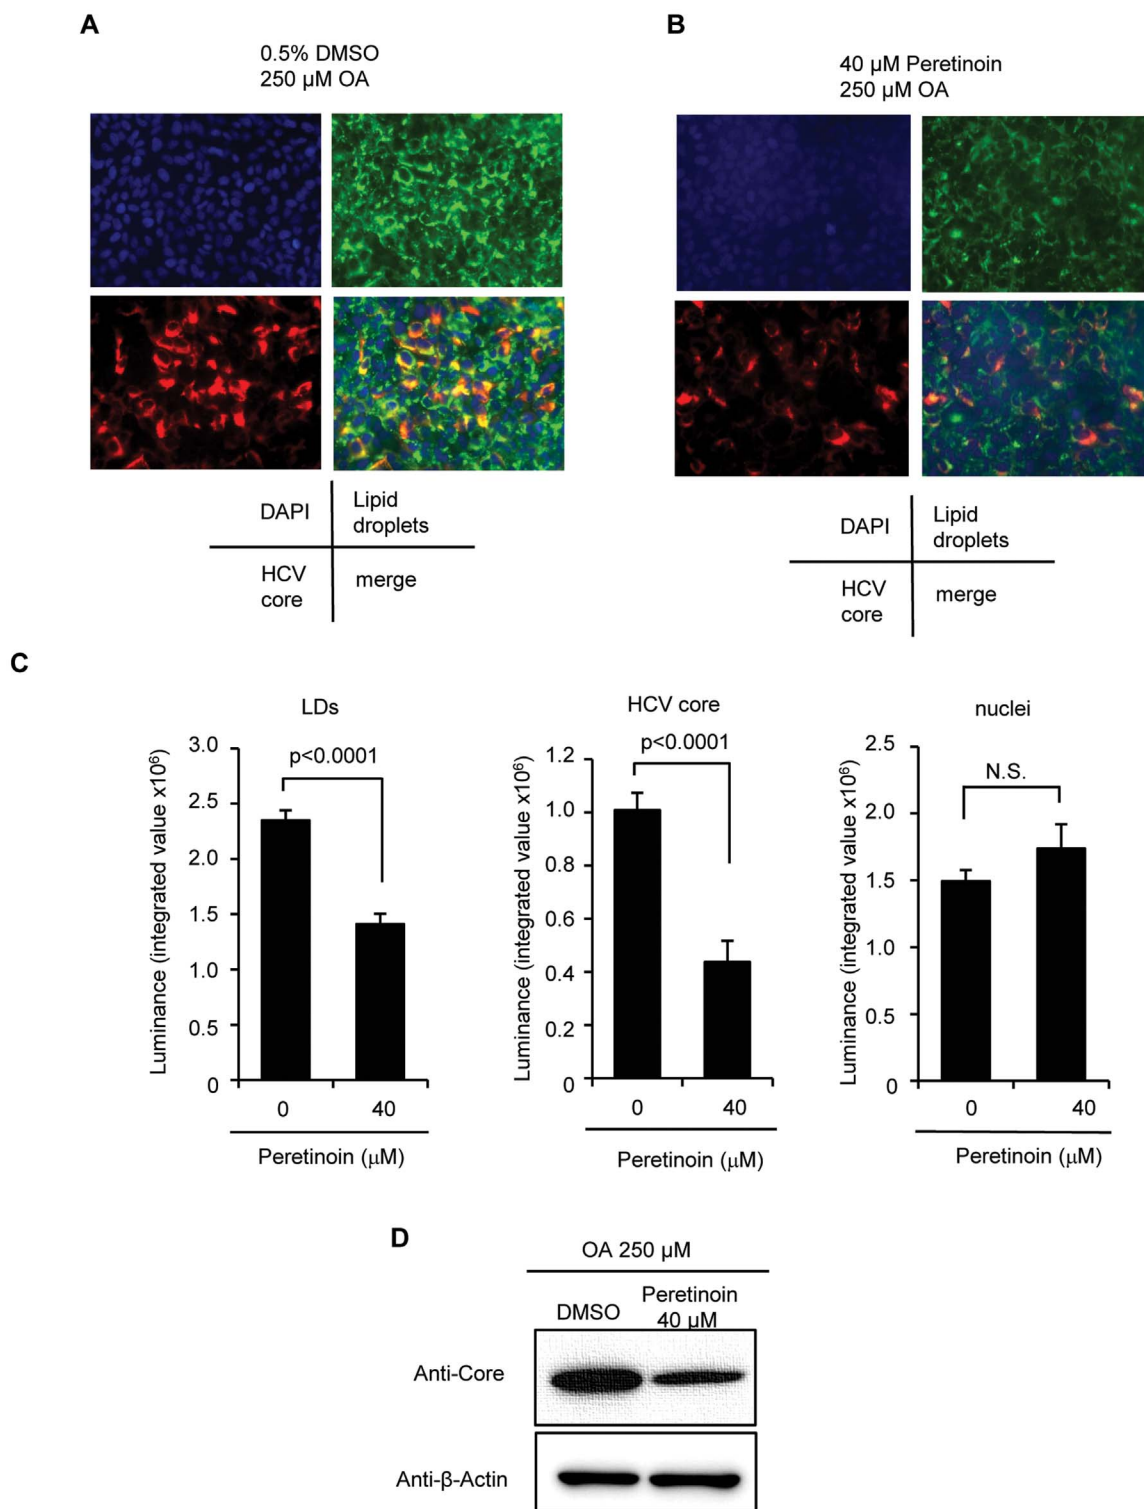 A
0.5% DMSO
250 µM OA
DAPI
Lipid
droplets
HCV
core
merge
B
40 µM Peretinoin
250 µM OA
DAPI
Lipid
droplets
HCV
core
merge
C
LDs
p<0.0001
Luminance (integrated value x10⁶)
3.0
2.5
2.0
1.5
1.0
0.5
0
0 40
Peretinoin (µM)
HCV core
p<0.0001
Luminance (integrated value x10⁶)
1.2
1.0
0.8
0.6
0.4
0.2
0
0 40
Peretinoin (µM)
nuclei
N.S.
Luminance (integrated value x10⁶)
2.5
2.0
1.5
1.0
0.5
0
0 40
Peretinoin (µM)
D
OA 250 µM
DMSO
Peretinoin
40 µM
Anti-Core
Anti-β-Actin